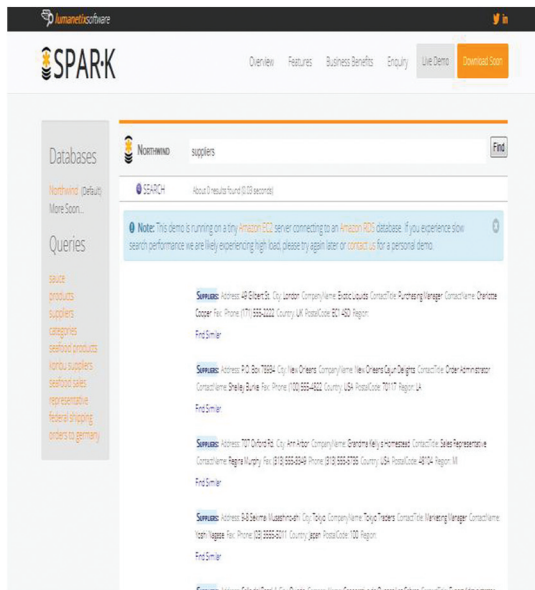 lumanetixsoftware
SPAR·K
Overview Features Business Benefits Enquiry Live Demo Download Soon
Databases
Northwind (Default)
More Soon...
Queries
sauce
products
suppliers
categories
seafood products
konbu suppliers
seafood sales
representative
federal shipping
orders to germany
NORTHWIND suppliers Find
SEARCH About 0 results found (0.03 seconds)
Note: This demo is running on a tiny Amazon EC2 server connecting to an Amazon RDS database. If you experience slow
search performance we are likely experiencing high load, please try again later or contact us for a personal demo.
SUPPLIERS: Address: 49 Gilbert St. City: London CompanyName: Exotic Liquids ContactTitle: Purchasing Manager ContactName: Charlotte
Cooper Fax: Phone: (171) 555-2222 Country: UK PostalCode: EC1 4SD Region:
Find Similar
SUPPLIERS: Address: P.O. Box 78934 City: New Orleans CompanyName: New Orleans Cajun Delights ContactTitle: Order Administrator
ContactName: Shelley Burke Fax: Phone: (100) 555-4822 Country: USA PostalCode: 70117 Region: LA
Find Similar
SUPPLIERS: Address: 707 Oxford Rd. City: Ann Arbor CompanyName: Grandma Kelly's Homestead ContactTitle: Sales Representative
ContactName: Regina Murphy Fax: (313) 555-3349 Phone: (313) 555-5735 Country: USA PostalCode: 48104 Region: MI
Find Similar
SUPPLIERS: Address: 9-8 Sekimai Musashino-shi City: Tokyo CompanyName: Tokyo Traders ContactTitle: Marketing Manager ContactName:
Yoshi Nagase Fax: Phone: (03) 3555-5011 Country: Japan PostalCode: 100 Region:
Find Similar